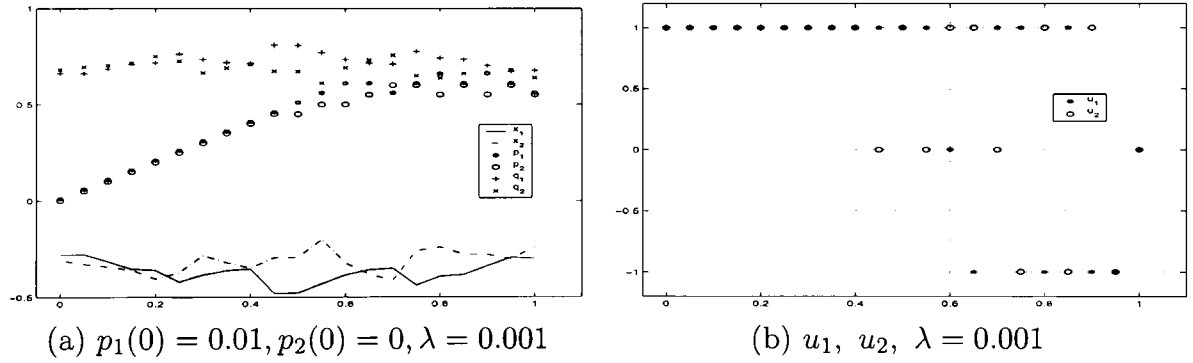 1
0.5
0
-0.5
0 0.2 0.4 0.6 0.8 1
x₁
x₂
p₁
p₂
q₁
q₂
(a) p₁(0) = 0.01, p₂(0) = 0, λ = 0.001
1
0.5
0
-0.5
-1
0 0.2 0.4 0.6 0.8 1
u₁
u₂
(b) u₁, u₂, λ = 0.001